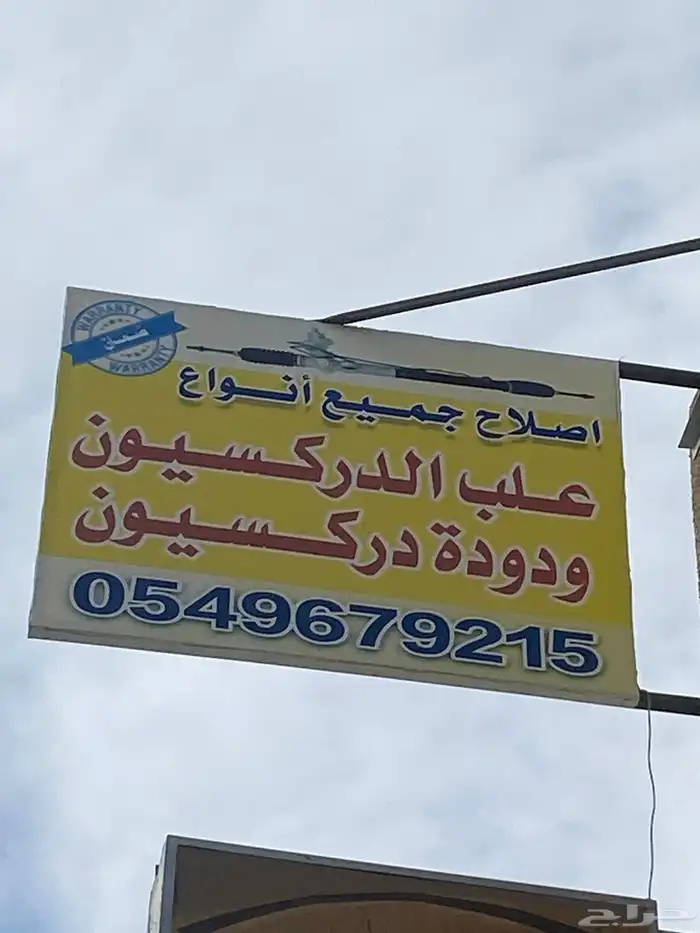 WARRANTY
ضمان
WARRANTY
اصلاح جميع أنواع
علب الدركسيون
ودودة دركسيون
0549679215
حراج